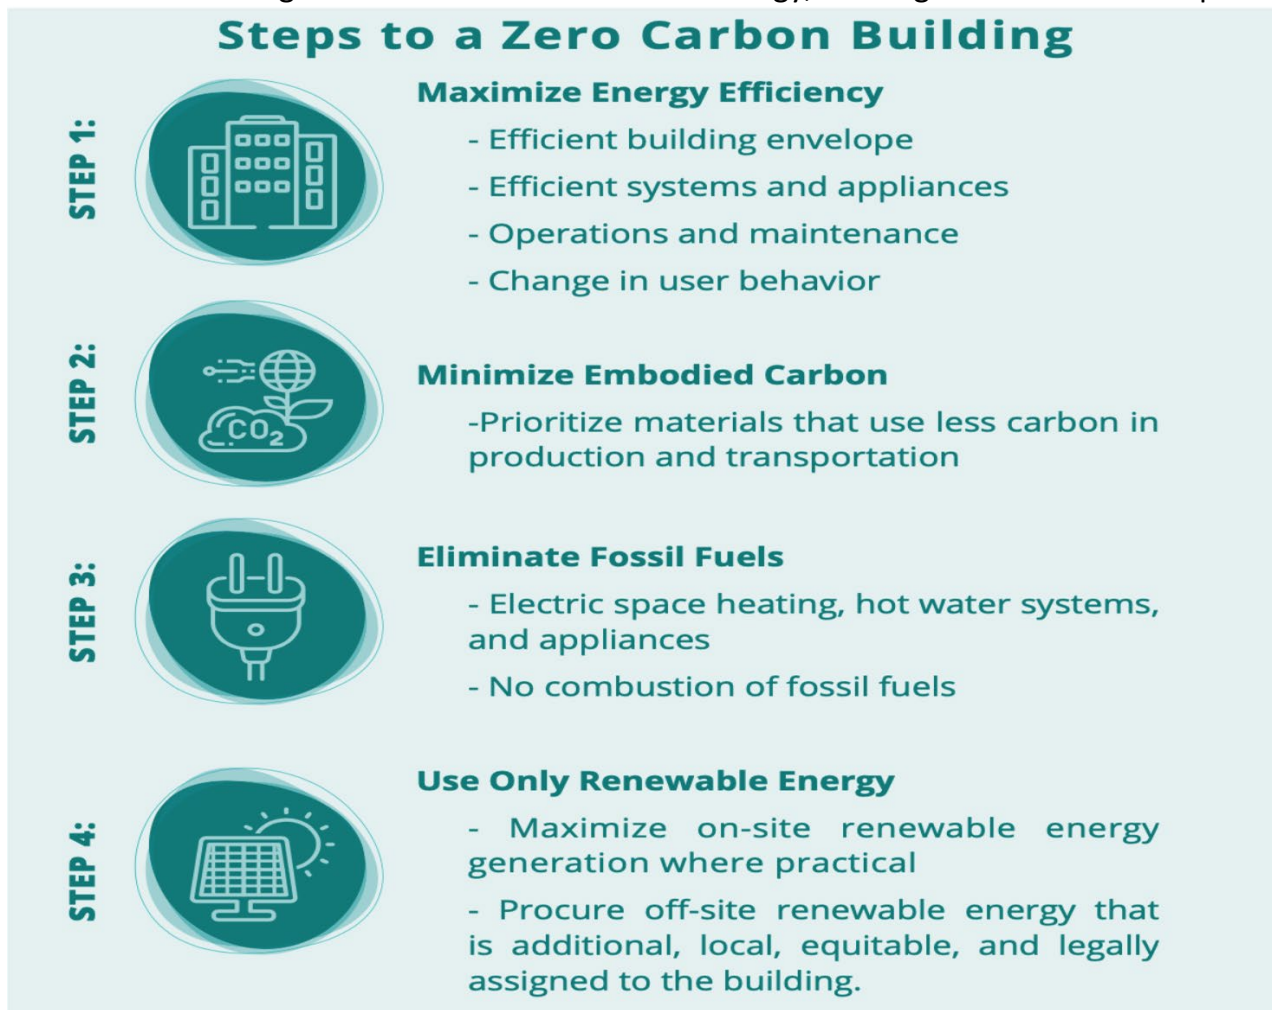 Steps to a Zero Carbon Building
STEP 1:
Maximize Energy Efficiency
- Efficient building envelope
- Efficient systems and appliances
- Operations and maintenance
- Change in user behavior
STEP 2:
CO2
Minimize Embodied Carbon
-Prioritize materials that use less carbon in
production and transportation
STEP 3:
Eliminate Fossil Fuels
- Electric space heating, hot water systems,
and appliances
- No combustion of fossil fuels
STEP 4:
Use Only Renewable Energy
- Maximize on-site renewable energy
generation where practical
- Procure off-site renewable energy that
is additional, local, equitable, and legally
assigned to the building.